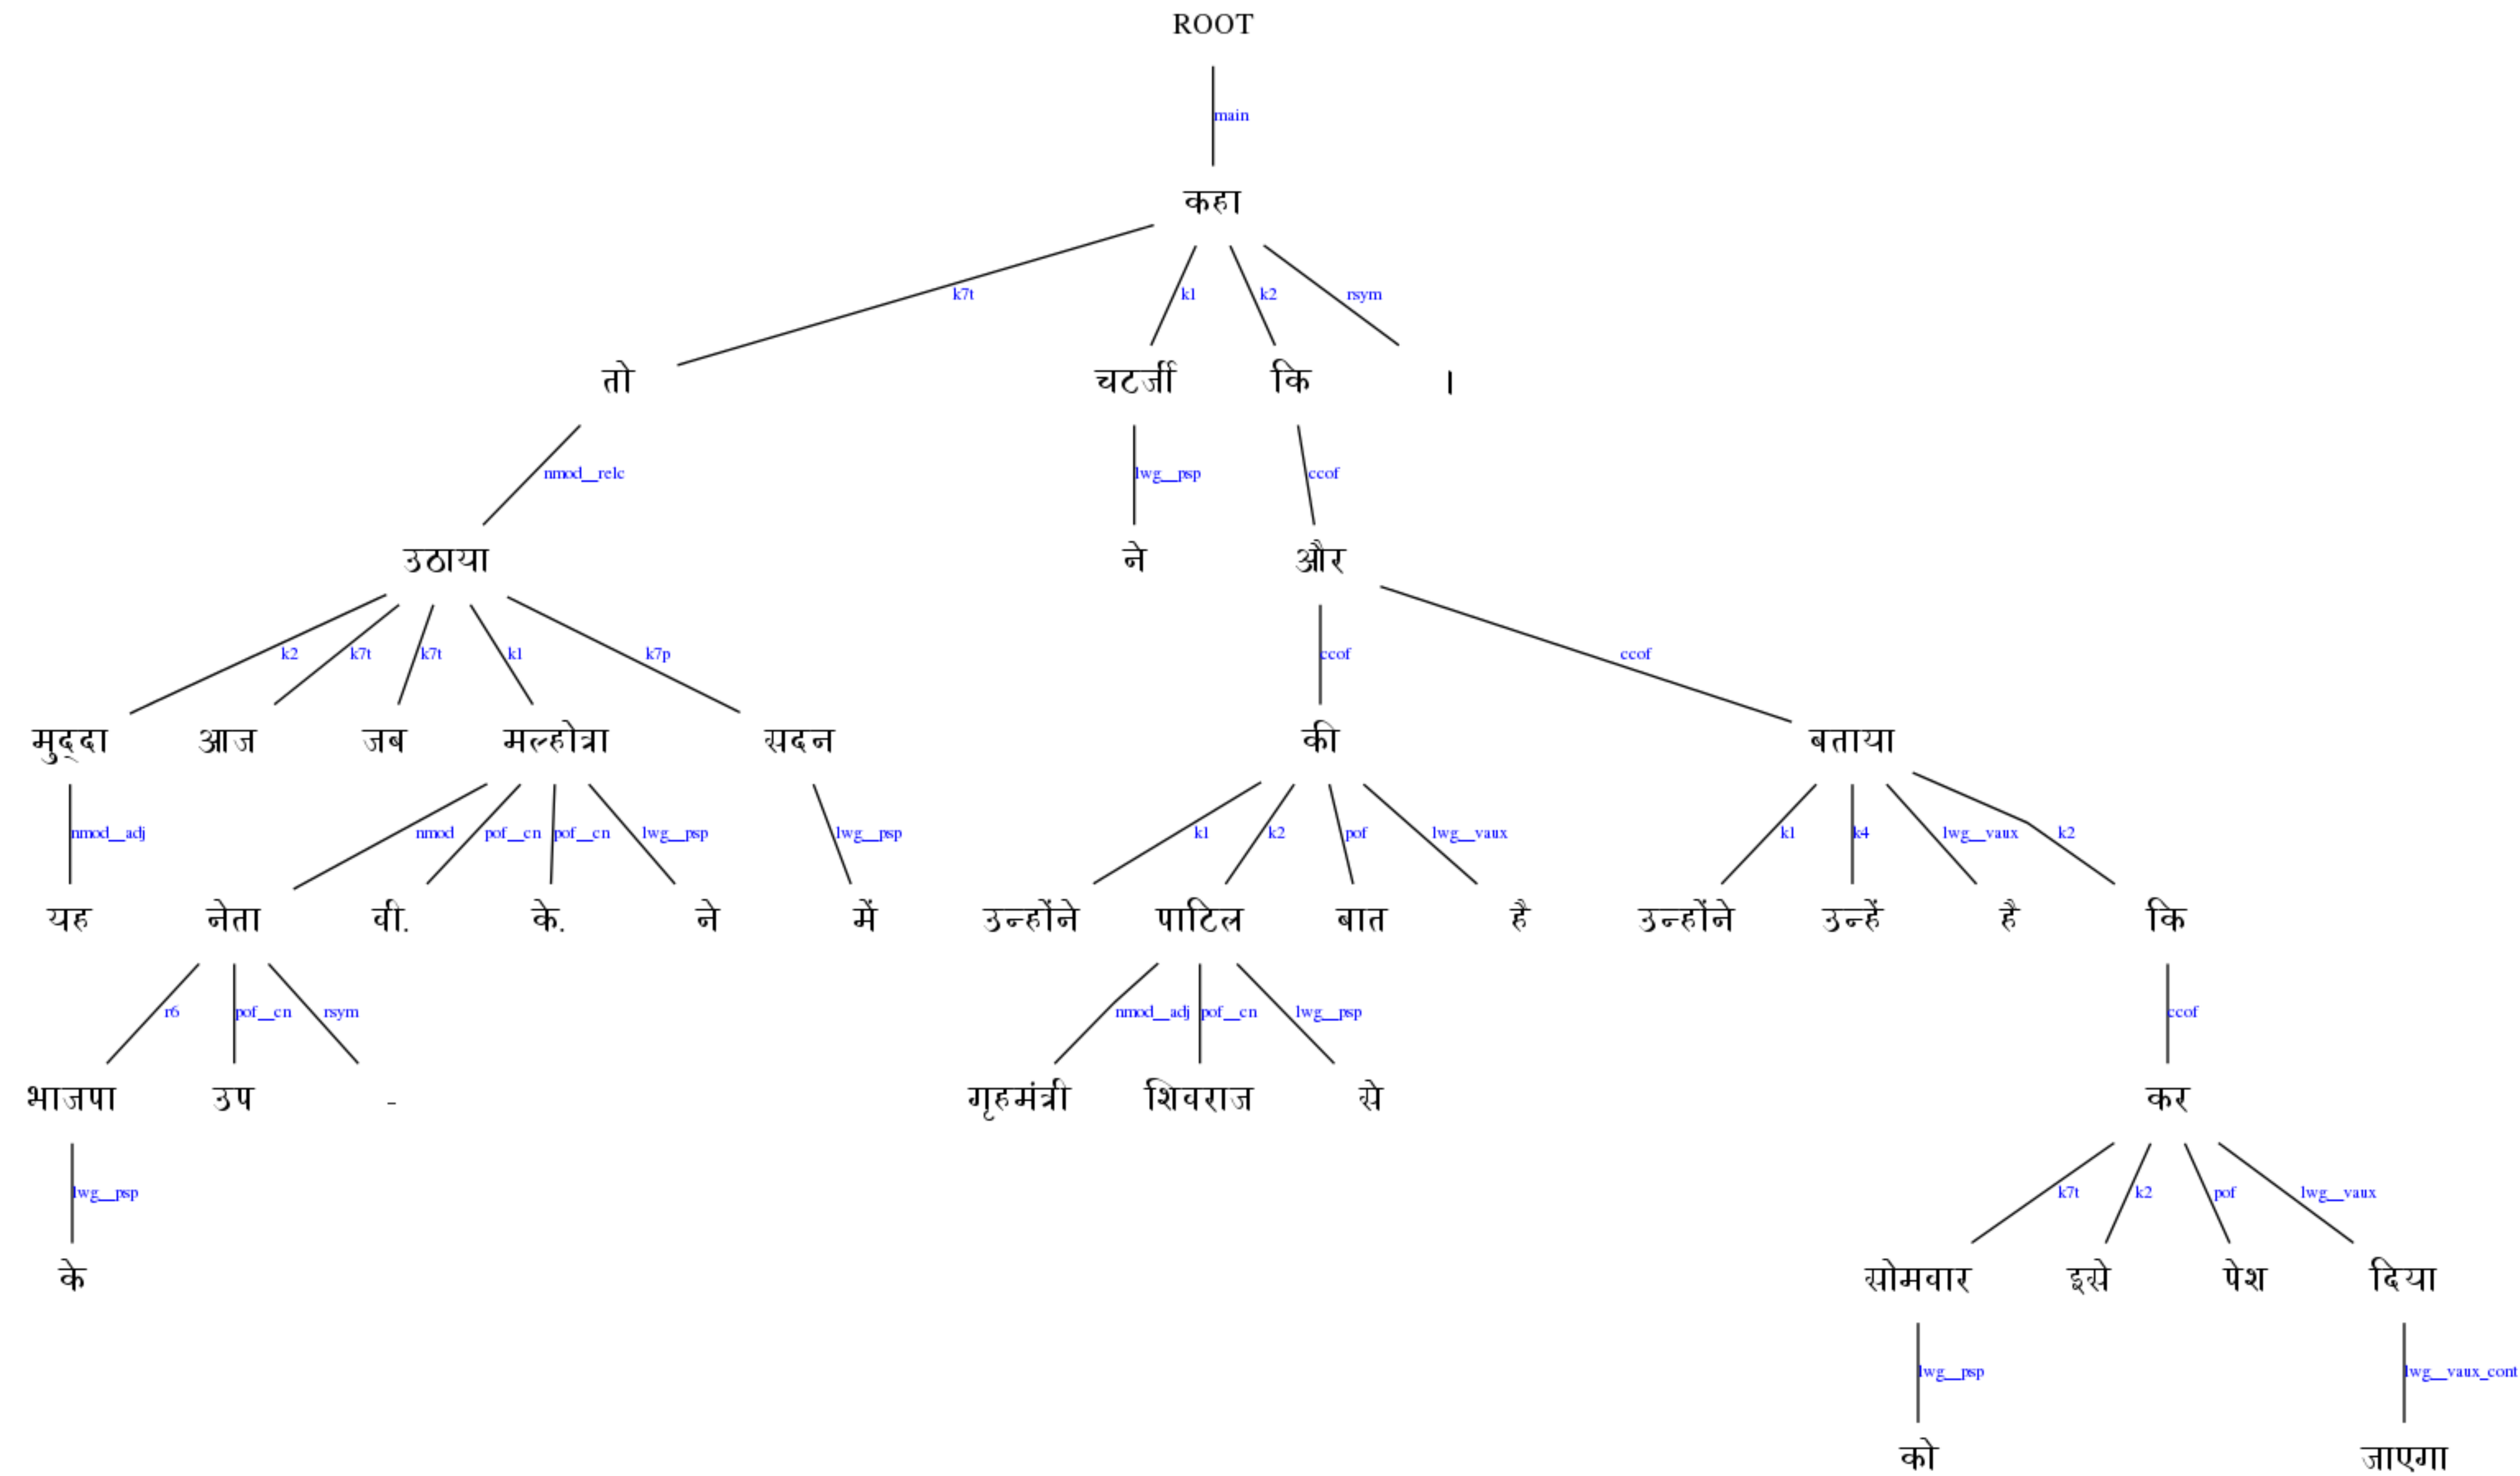 ROOT
main
कहा
k7t k1 k2 rsym
तो चटर्जी कि ।
nmod__relc lwg__psp ccof
उठाया ने और
k2 k7t k7t k1 k7p ccof ccof
मुद्दा आज जब मल्होत्रा सदन की बताया
nmod__adj nmod pof__cn pof__cn lwg__psp lwg__psp k1 k2 pof lwg__vaux k1 k4 lwg__vaux k2
यह नेता वी. के. ने में उन्होंने पाटिल बात है उन्होंने उन्हें है कि
r6 pof__cn rsym nmod__adj pof__cn lwg__psp ccof
भाजपा उप - गृहमंत्री शिवराज से कर
lwg__psp k7t k2 pof lwg__vaux
के सोमवार इसे पेश दिया
lwg__psp lwg__vaux_cont
को जाएगा